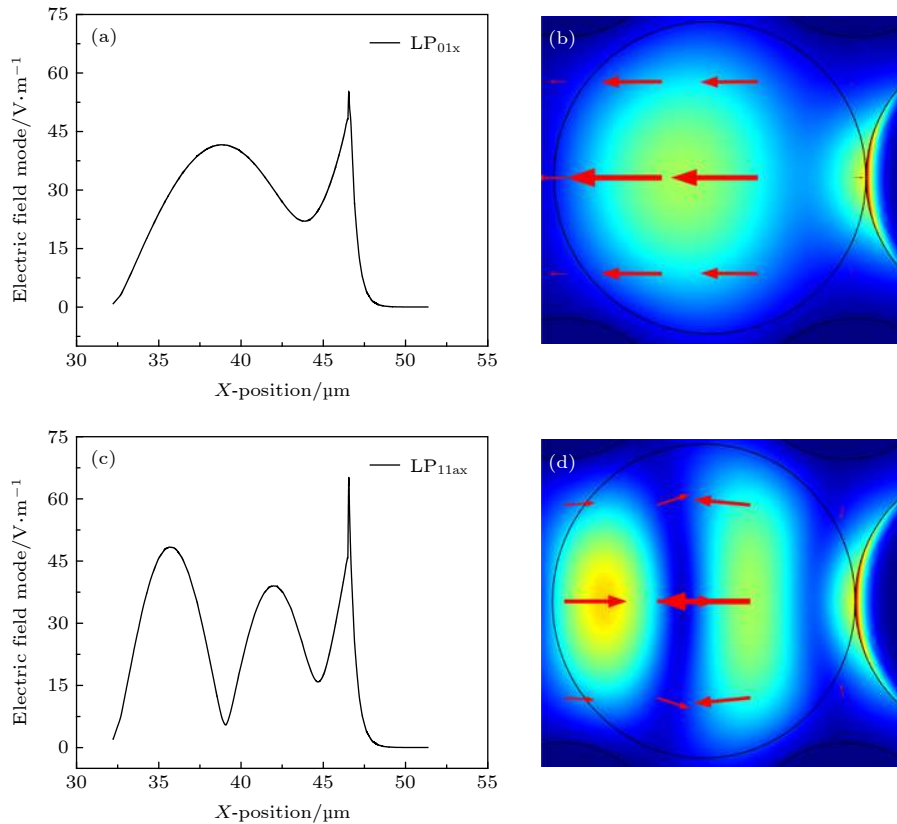 (a)
LP01x
75
60
45
30
15
0
Electric field mode/V·m−1
30 35 40 45 50 55
X-position/µm
(b)
(c)
LP11ax
75
60
45
30
15
0
Electric field mode/V·m−1
30 35 40 45 50 55
X-position/µm
(d)